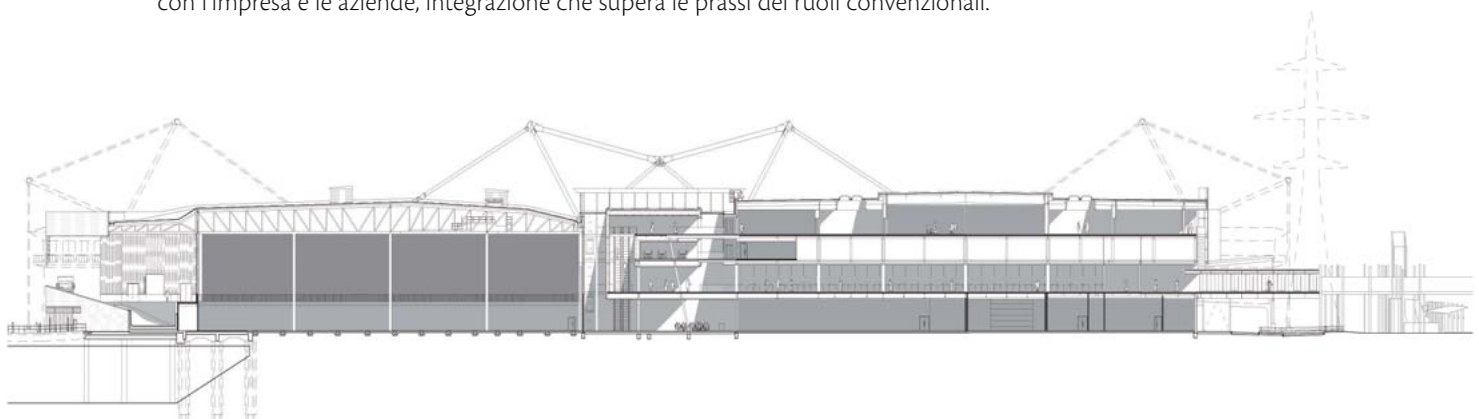 con l'impresa e le aziende, integrazione che supera le prassi dei ruoli convenzionali.